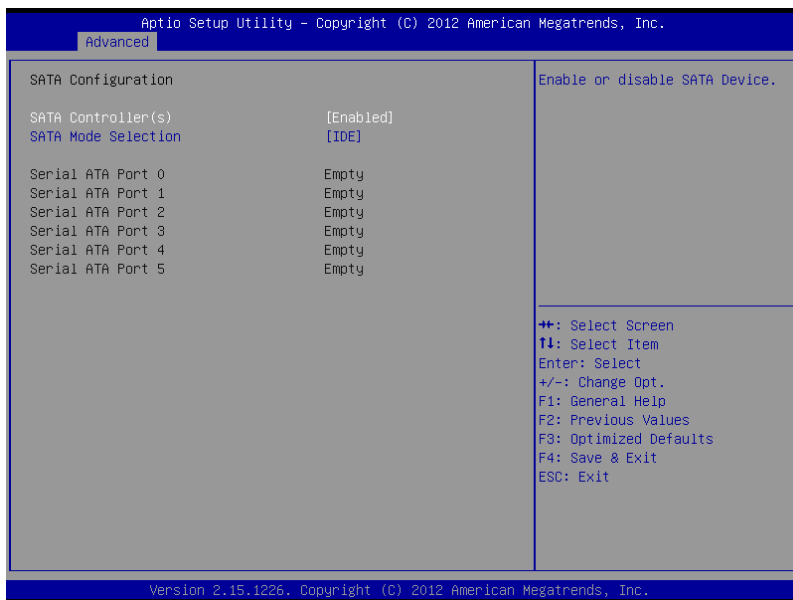 Aptio Setup Utility – Copyright (C) 2012 American Megatrends, Inc.
Advanced
SATA Configuration
SATA Controller(s) [Enabled]
SATA Mode Selection [IDE]
Serial ATA Port 0 Empty
Serial ATA Port 1 Empty
Serial ATA Port 2 Empty
Serial ATA Port 3 Empty
Serial ATA Port 4 Empty
Serial ATA Port 5 Empty
Enable or disable SATA Device.
→←: Select Screen
↑↓: Select Item
Enter: Select
+/-: Change Opt.
F1: General Help
F2: Previous Values
F3: Optimized Defaults
F4: Save & Exit
ESC: Exit
Version 2.15.1226. Copyright (C) 2012 American Megatrends, Inc.